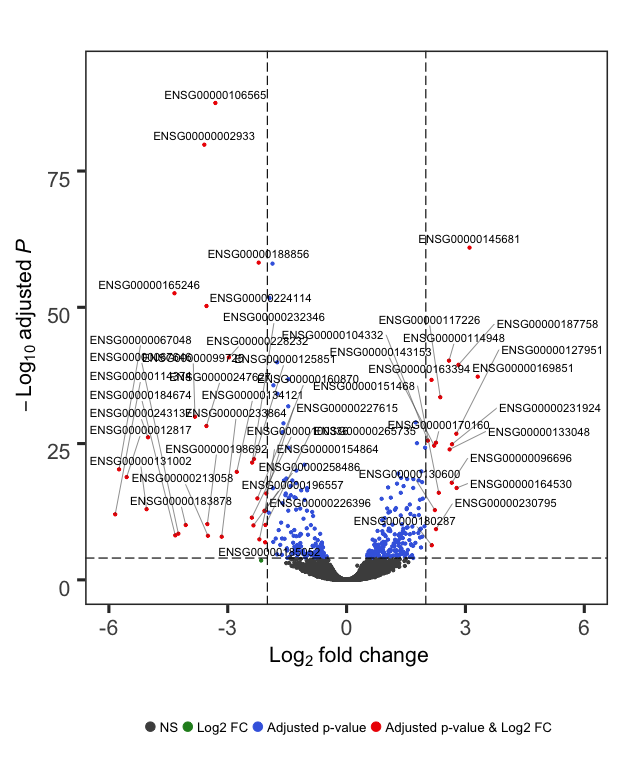 ENSG00000106565
ENSG00000002933
ENSG00000145681
ENSG00000188856
ENSG00000165246
ENSG00000224114
ENSG00000232346
ENSG00000117226
ENSG00000187758
ENSG00000104332
ENSG00000067048
ENSG00000228232
ENSG00000114948
ENSG00000127951
ENSG00000143153
ENSG00000125851
ENSG00000163394
ENSG00000169851
ENSG00000160870
ENSG00000151468
ENSG00000184674
ENSG00000134121
ENSG00000227615
ENSG00000231924
ENSG00000233864
ENSG00000012817
ENSG00000265735
ENSG00000170160
ENSG00000133048
ENSG00000198692
ENSG00000154864
ENSG00000131002
ENSG00000258486
ENSG00000096696
ENSG00000213058
ENSG00000196557
ENSG00000130600
ENSG00000164530
ENSG00000183878
ENSG00000226396
ENSG00000230795
ENSG00000180287
ENSG00000185052
75
50
25
0
−Log10 adjusted P
-6
-3
0
3
6
Log2 fold change
NS
Log2 FC
Adjusted p-value
Adjusted p-value & Log2 FC